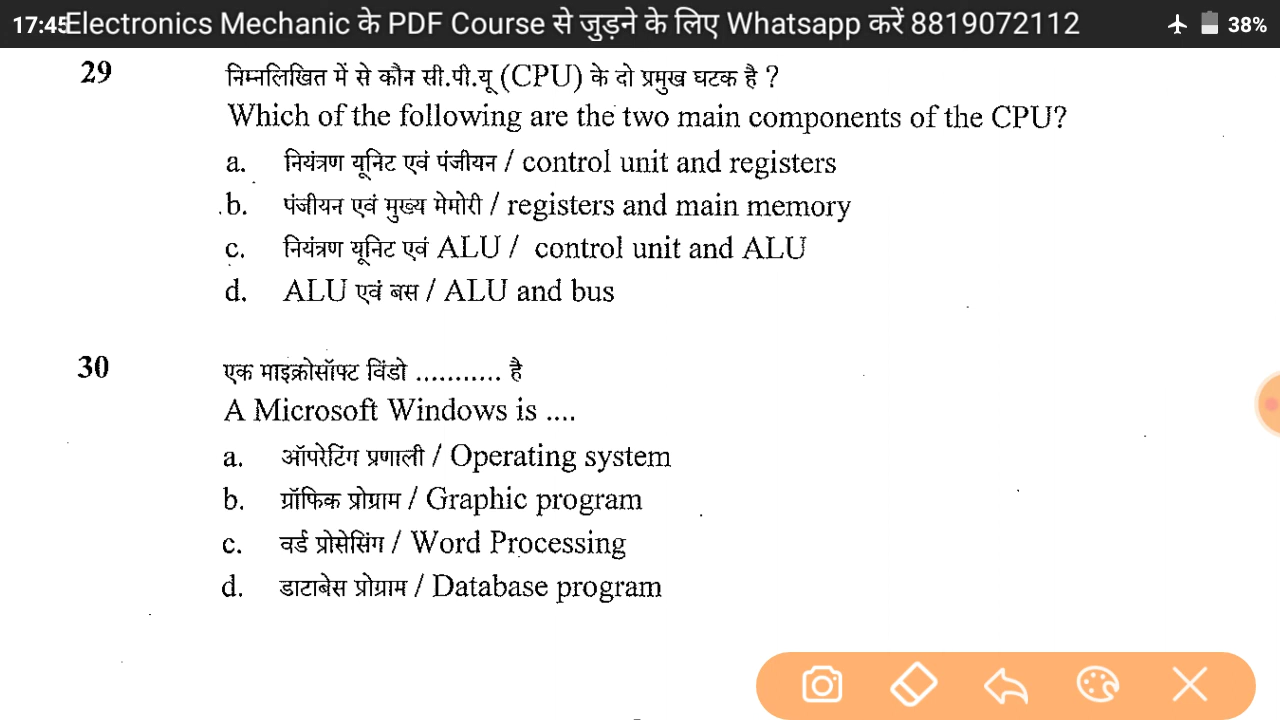 17:45 Electronics Mechanic के PDF Course से जुड़ने के लिए Whatsapp करें 8819072112 38%
29 निम्नलिखित में से कौन सी.पी.यू (CPU) के दो प्रमुख घटक है ?
Which of the following are the two main components of the CPU?
a. नियंत्रण यूनिट एवं पंजीयन / control unit and registers
b. पंजीयन एवं मुख्य मेमोरी / registers and main memory
c. नियंत्रण यूनिट एवं ALU / control unit and ALU
d. ALU एवं बस / ALU and bus
30 एक माइक्रोसॉफ्ट विंडो ........... है
A Microsoft Windows is ....
a. ऑपरेटिंग प्रणाली / Operating system
b. ग्रॉफिक प्रोग्राम / Graphic program
c. वर्ड प्रोसेसिंग / Word Processing
d. डाटाबेस प्रोग्राम / Database program